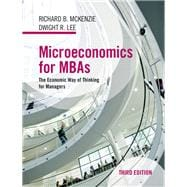 RICHARD B. MCKENZIE
DWIGHT R. LEE
Microeconomics
for MBAs
The Economic Way of Thinking
for Managers
THIRD EDITION